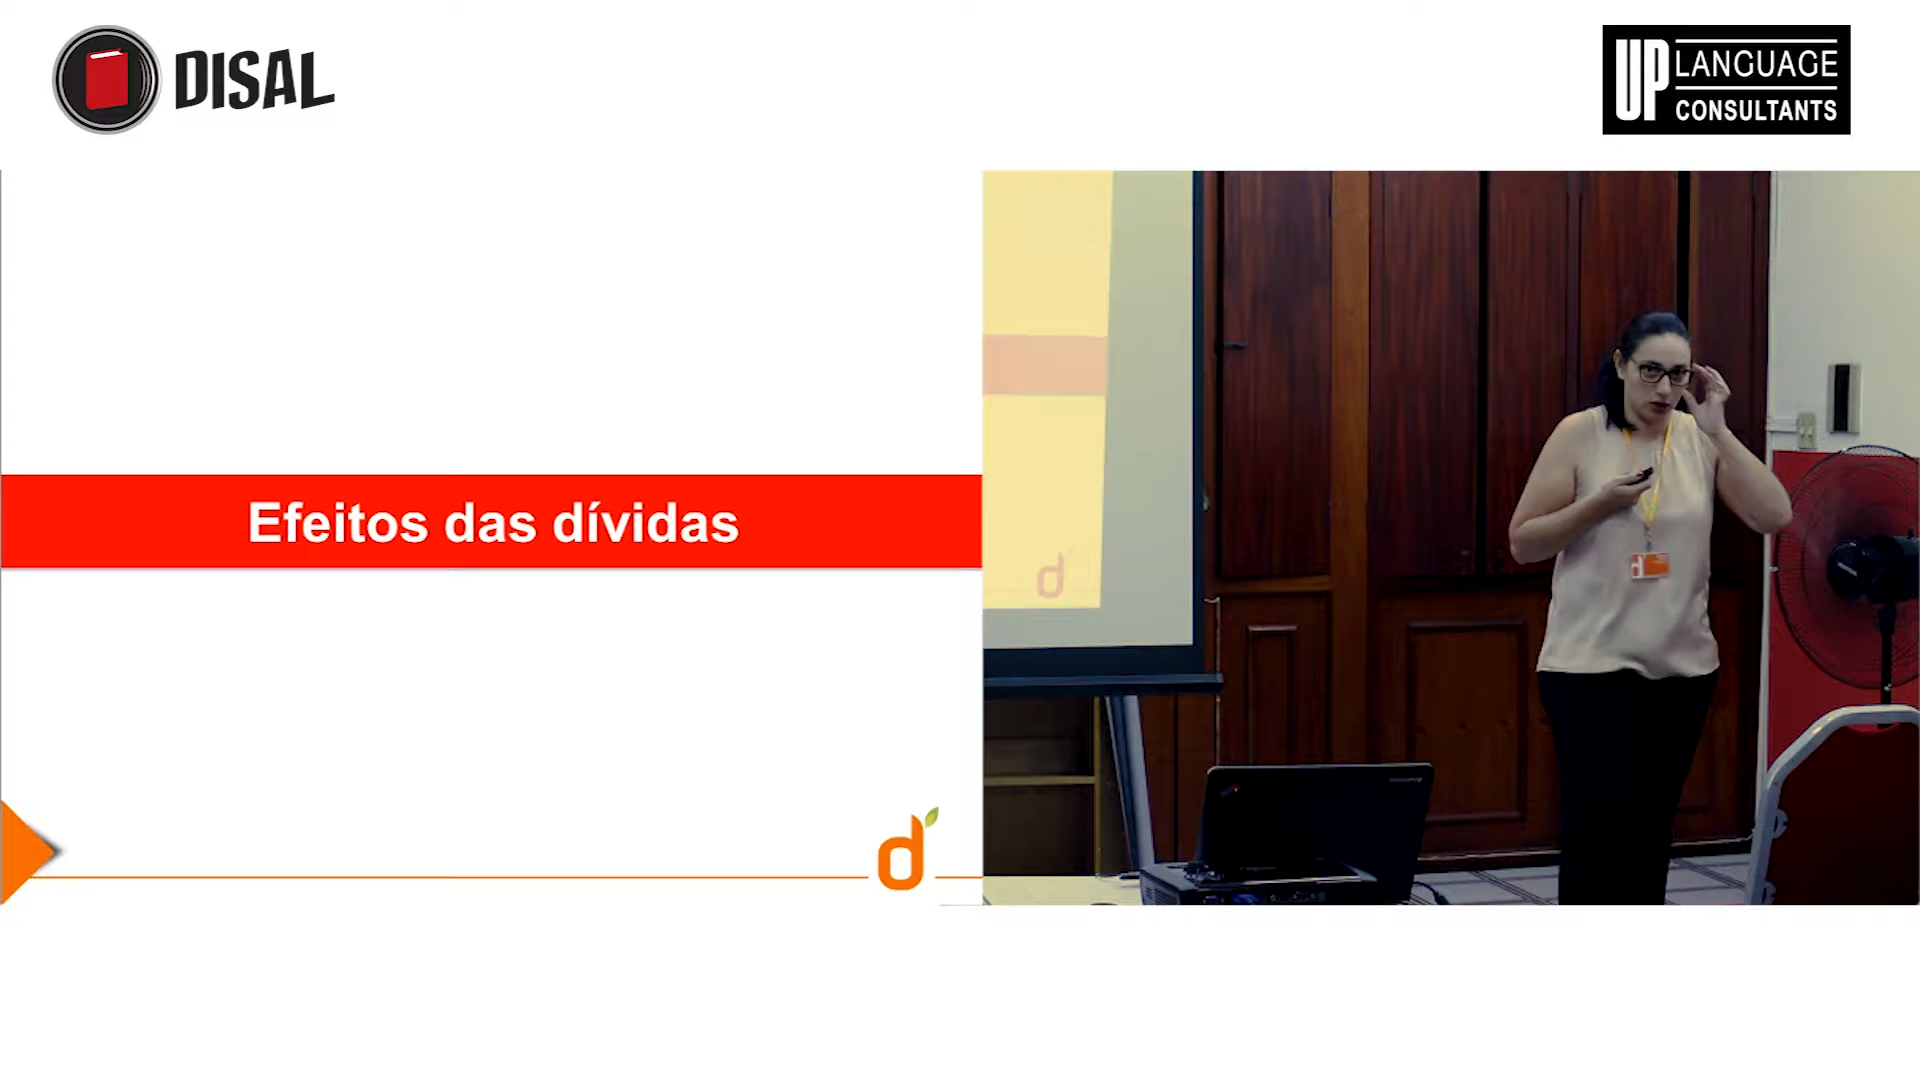 DISAL
UP LANGUAGE
CONSULTANTS
Efeitos das dívidas
d
d
d